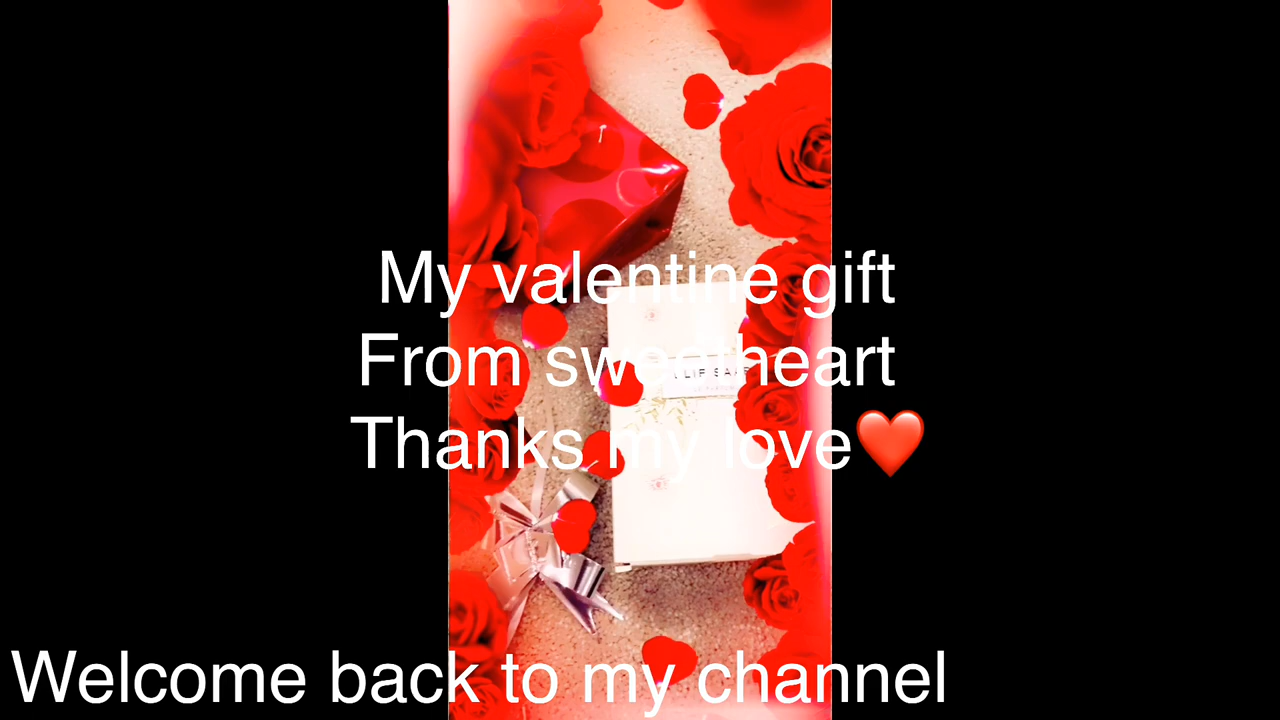 My valentine gift
From sweetheart
Thanks my love❤️
Welcome back to my channel